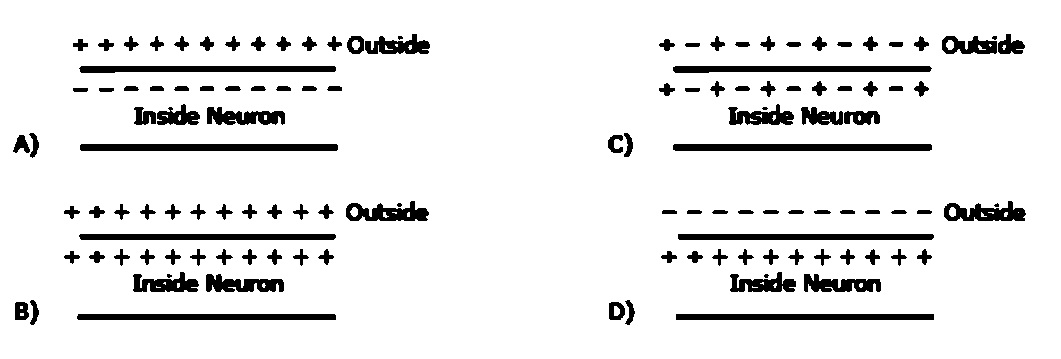 + + + + + + + + + + + Outside
- - - - - - - - - - -
Inside Neuron
A)
+ + + + + + + + + + + Outside
+ + + + + + + + + + +
Inside Neuron
B)
+ - + - + - + - + - + Outside
+ - + - + - + - + - +
Inside Neuron
C)
- - - - - - - - - - - Outside
+ + + + + + + + + + +
Inside Neuron
D)